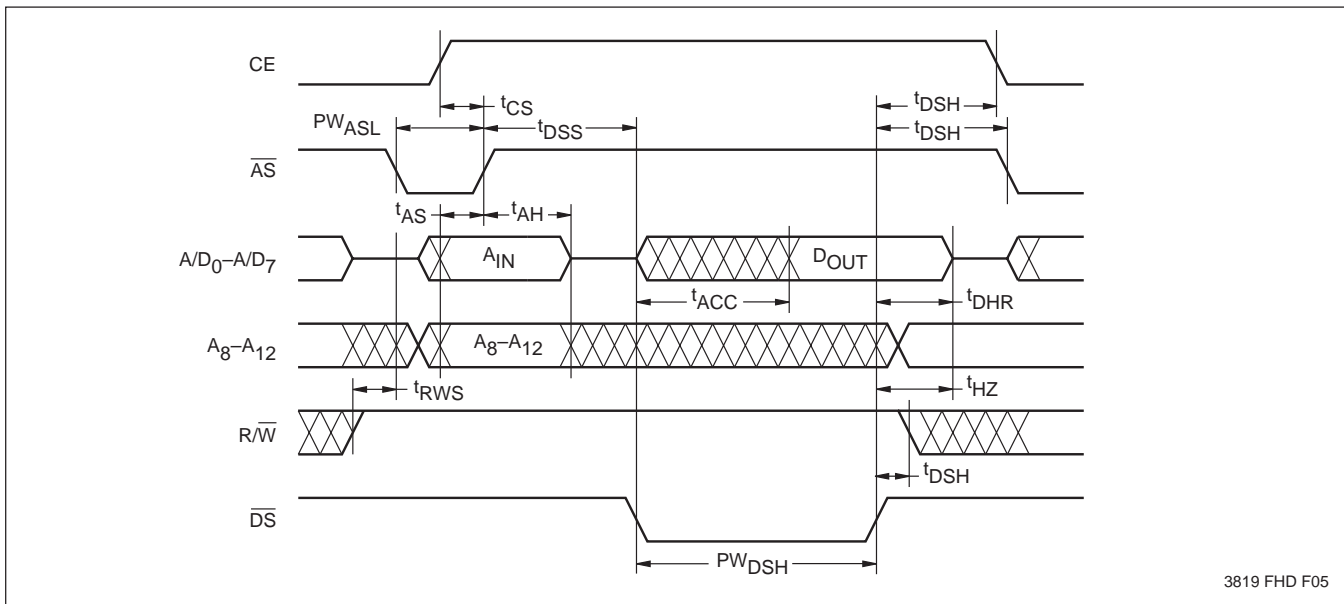 CE
tCS
tDSH
PWASL
tDSS
tDSH
AS
tAS
tAH
A/D0–A/D7
AIN
DOUT
tACC
tDHR
A8–A12
A8–A12
tRWS
tHZ
R/W
tDSH
DS
PWDSH
3819 FHD F05